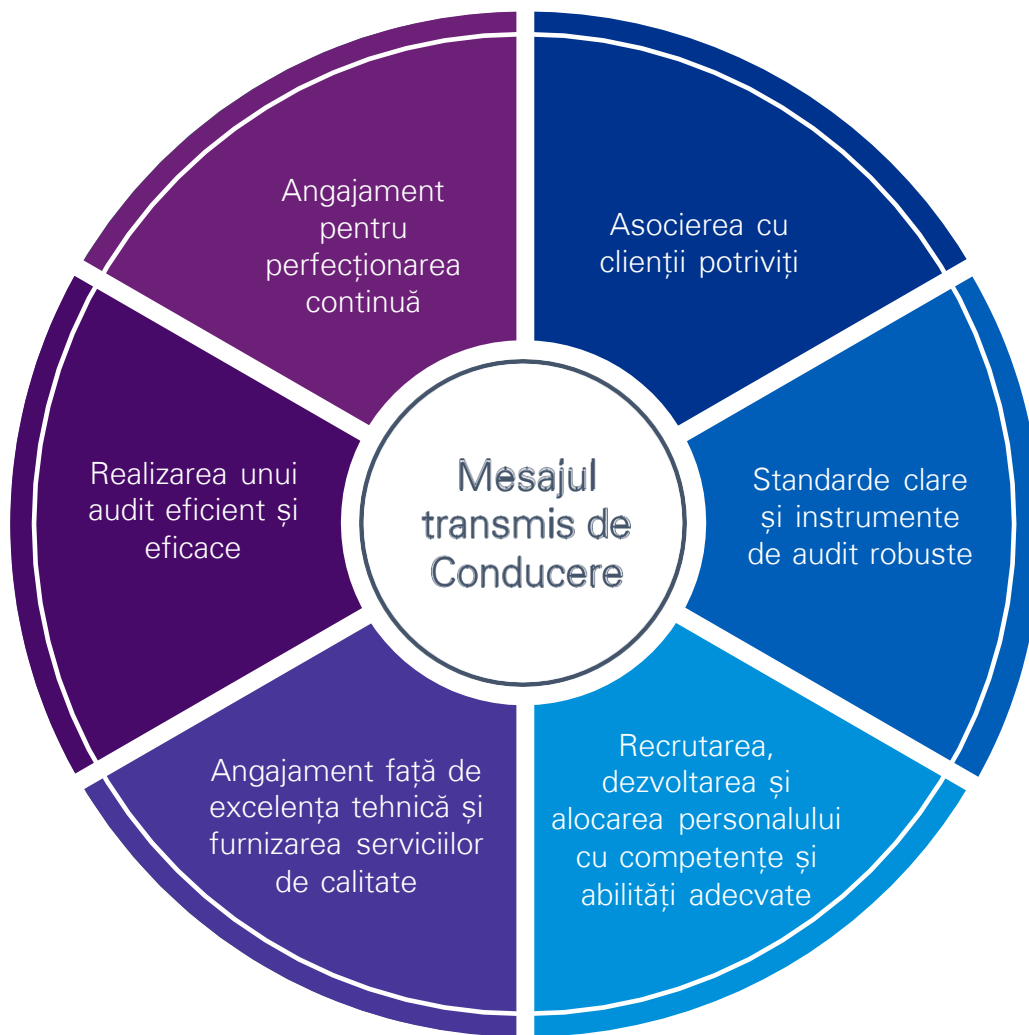 Angajament
pentru
perfecționarea
continuă
Asocierea cu
clienții potriviți
Realizarea unui
audit eficient și
eficace
Mesajul
transmis de
Conducere
Standarde clare
și instrumente
de audit robuste
Angajament față de
excelența tehnică și
furnizarea serviciilor
de calitate
Recrutarea,
dezvoltarea și
alocarea personalului
cu competențe și
abilități adecvate